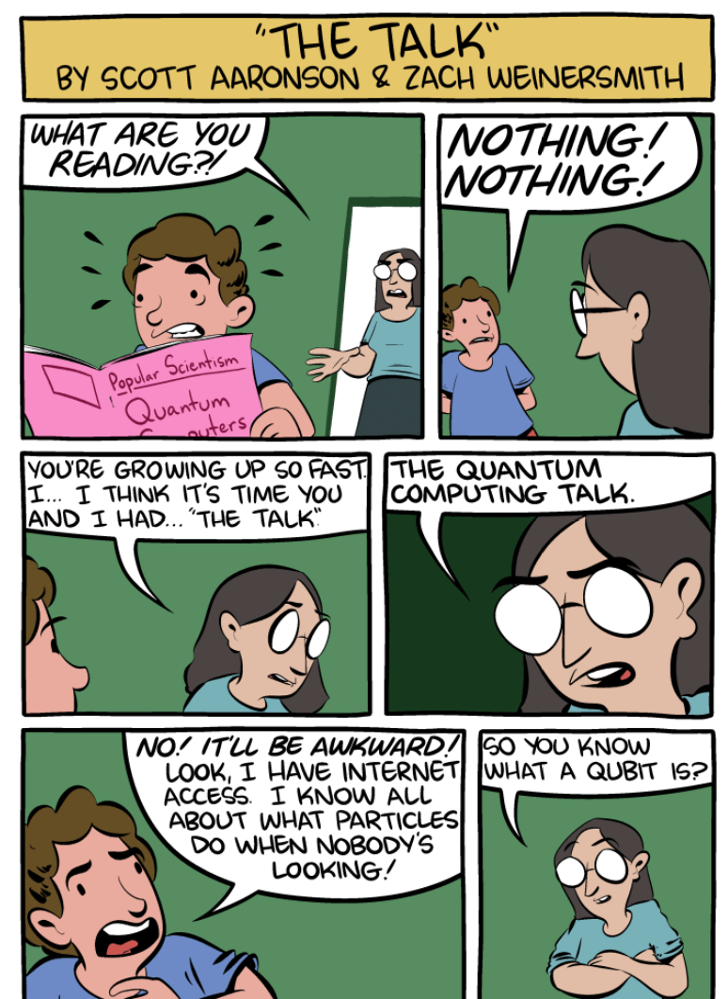 "THE TALK"
BY SCOTT AARONSON & ZACH WEINERSMITH
WHAT ARE YOU
READING?!
Popular Scientism
Quantum
NOTHING!
NOTHING!
YOU'RE GROWING UP SO FAST.
I... I THINK IT'S TIME YOU
AND I HAD... "THE TALK".
THE QUANTUM
COMPUTING TALK.
NO! IT'LL BE AWKWARD!
LOOK, I HAVE INTERNET
ACCESS. I KNOW ALL
ABOUT WHAT PARTICLES
DO WHEN NOBODY'S
LOOKING!
SO YOU KNOW
WHAT A QUBIT IS?